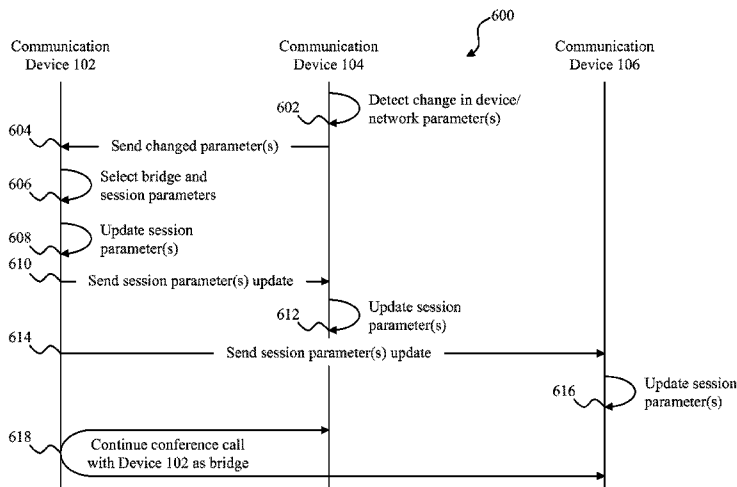 600
Communication
Device 102
Communication
Device 104
Communication
Device 106
602
Detect change in device/
network parameter(s)
604
Send changed parameter(s)
606
Select bridge and
session parameters
608
Update session
parameter(s)
610
Send session parameter(s) update
612
Update session
parameter(s)
614
Send session parameter(s) update
616
Update session
parameter(s)
618
Continue conference call
with Device 102 as bridge